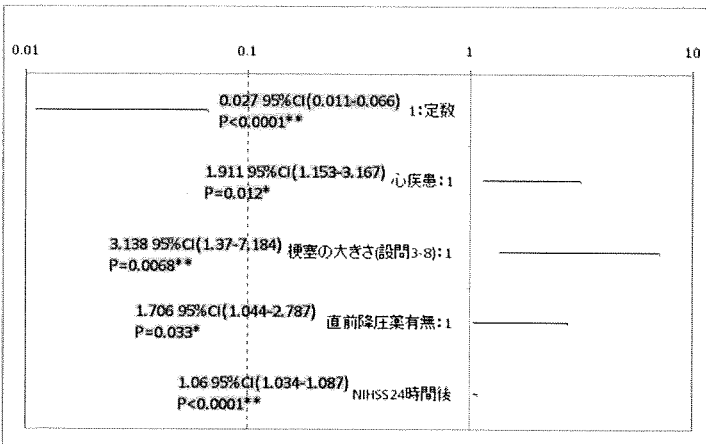 0.01 0.1 1 10
0.027 95%CI(0.011-0.066)
P<0.0001** 1:定数
1.911 95%CI(1.153-3.167) 心疾患:1
P=0.012*
3.138 95%CI(1.37-7.184) 梗塞の大きさ(設問3-8):1
P=0.0068**
1.706 95%CI(1.044-2.787) 直前降圧薬有無:1
P=0.033*
1.06 95%CI(1.034-1.087) NIHSS24時間後
P<0.0001**